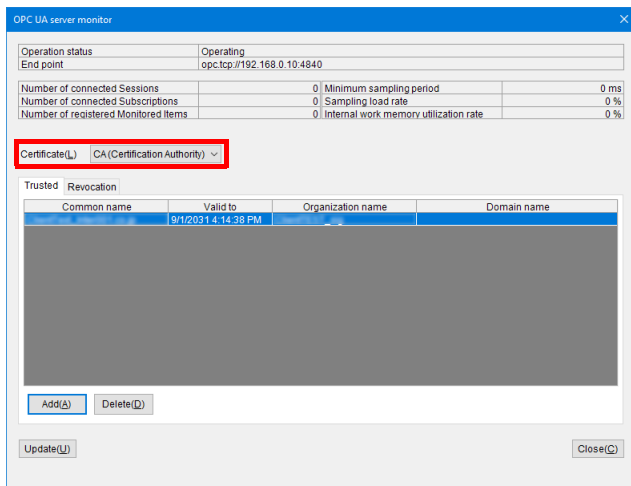 OPC UA server monitor
Operation status Operating
End point opc.tcp://192.168.0.10:4840
Number of connected Sessions 0 Minimum sampling period 0 ms
Number of connected Subscriptions 0 Sampling load rate 0 %
Number of registered Monitored Items 0 Internal work memory utilization rate 0 %
Certificate(L) CA (Certification Authority)
Trusted Revocation
Common name Valid to Organization name Domain name
9/1/2031 4:14:38 PM
Add(A) Delete(D)
Update(U) Close(C)